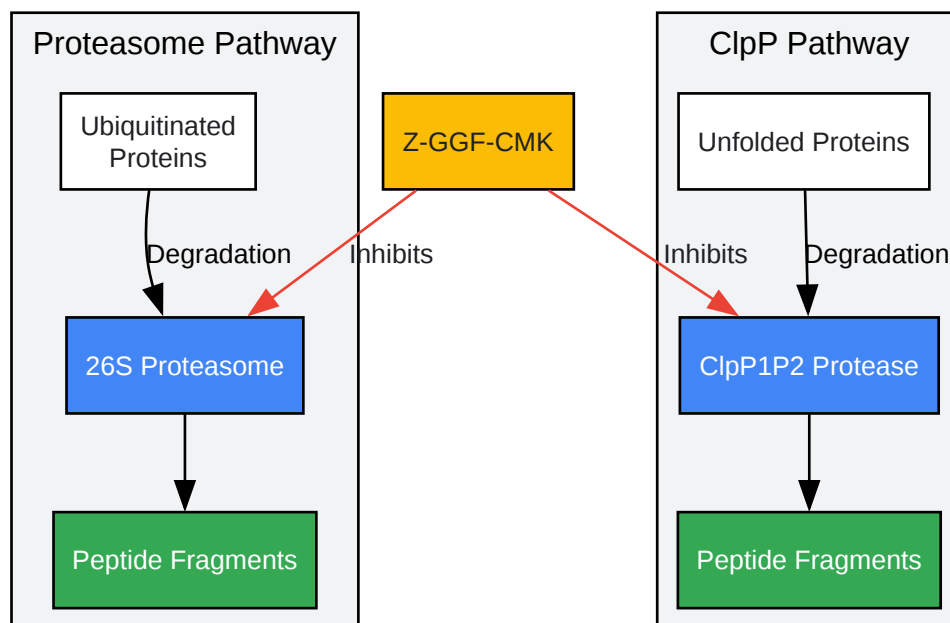 Proteasome Pathway
ClpP Pathway
Ubiquitinated
Proteins
Z-GGF-CMK
Unfolded Proteins
Degradation
Inhibits
Inhibits
Degradation
26S Proteasome
ClpP1P2 Protease
Peptide Fragments
Peptide Fragments